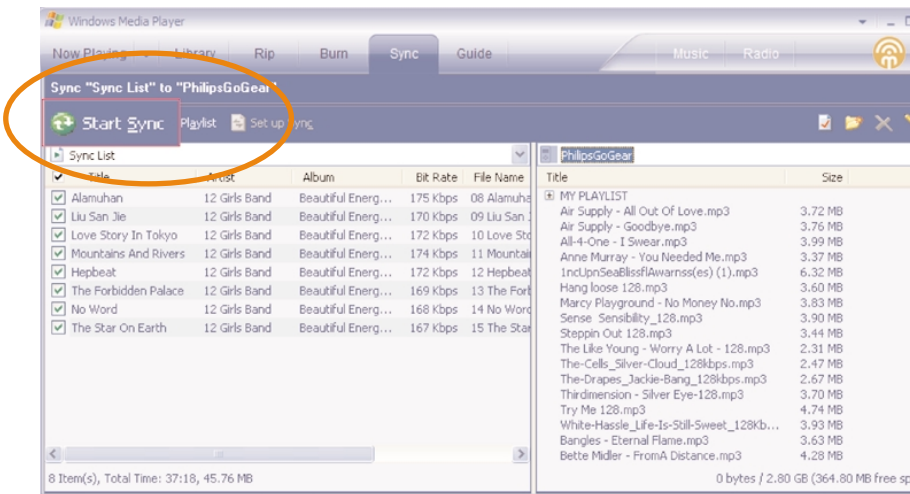 Windows Media Player
Now Playing Library Rip Burn Sync Guide Music Radio
Sync "Sync List" to "PhilipsGoGear"
Start Sync Playlist Set up Sync
Sync List
Title Artist Album Bit Rate File Name
Alamuhan 12 Girls Band Beautiful Energ... 175 Kbps 08 Alamuha
Liu San Jie 12 Girls Band Beautiful Energ... 170 Kbps 09 Liu San
Love Story In Tokyo 12 Girls Band Beautiful Energ... 172 Kbps 10 Love Sto
Mountains And Rivers 12 Girls Band Beautiful Energ... 174 Kbps 11 Mountai
Hepbeat 12 Girls Band Beautiful Energ... 172 Kbps 12 Hepbeat
The Forbidden Palace 12 Girls Band Beautiful Energ... 169 Kbps 13 The Forb
No Word 12 Girls Band Beautiful Energ... 168 Kbps 14 No Word
The Star On Earth 12 Girls Band Beautiful Energ... 167 Kbps 15 The Star
8 Item(s), Total Time: 37:18, 45.76 MB
PhilipsGoGear
Title Size
MY PLAYLIST
Air Supply - All Out Of Love.mp3 3.72 MB
Air Supply - Goodbye.mp3 3.76 MB
All-4-One - I Swear.mp3 3.99 MB
Anne Murray - You Needed Me.mp3 3.37 MB
1ncUpnSeaBlissflAwarnss(es) (1).mp3 6.32 MB
Hang loose 128.mp3 3.60 MB
Marcy Playground - No Money No.mp3 3.83 MB
Sense Sensibility_128.mp3 3.90 MB
Steppin Out 128.mp3 3.44 MB
The Like Young - Worry A Lot - 128.mp3 2.31 MB
The-Cells_Silver-Cloud_128kbps.mp3 2.47 MB
The-Drapes_Jackie-Bang_128kbps.mp3 2.67 MB
Thirdimension - Silver Eye-128.mp3 3.70 MB
Try Me 128.mp3 4.74 MB
White-Hassle_Life-Is-Still-Sweet_128Kb... 3.93 MB
Bangles - Eternal Flame.mp3 3.63 MB
Bette Midler - FromA Distance.mp3 4.28 MB
0 bytes / 2.80 GB (364.80 MB free sp